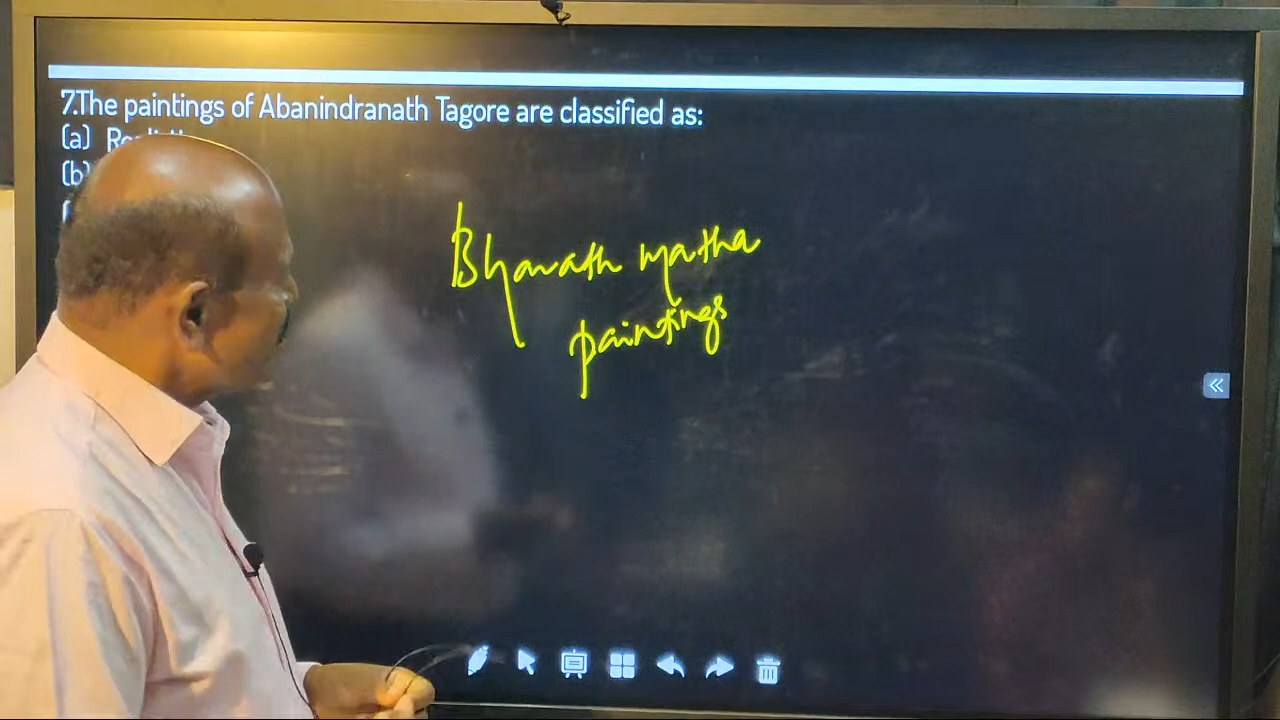 7.The paintings of Abanindranath Tagore are classified as:
(a)
(b)
Bharath matha
paintings